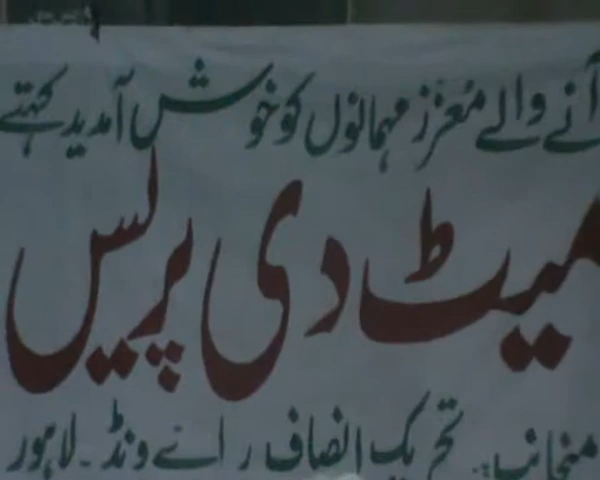 آنے والے معزز مہمانوں کو خوش آمدید کہتے
میٹ دی پریس
منجانب: تحریک انصاف رائے ونڈ ۔ لاہور